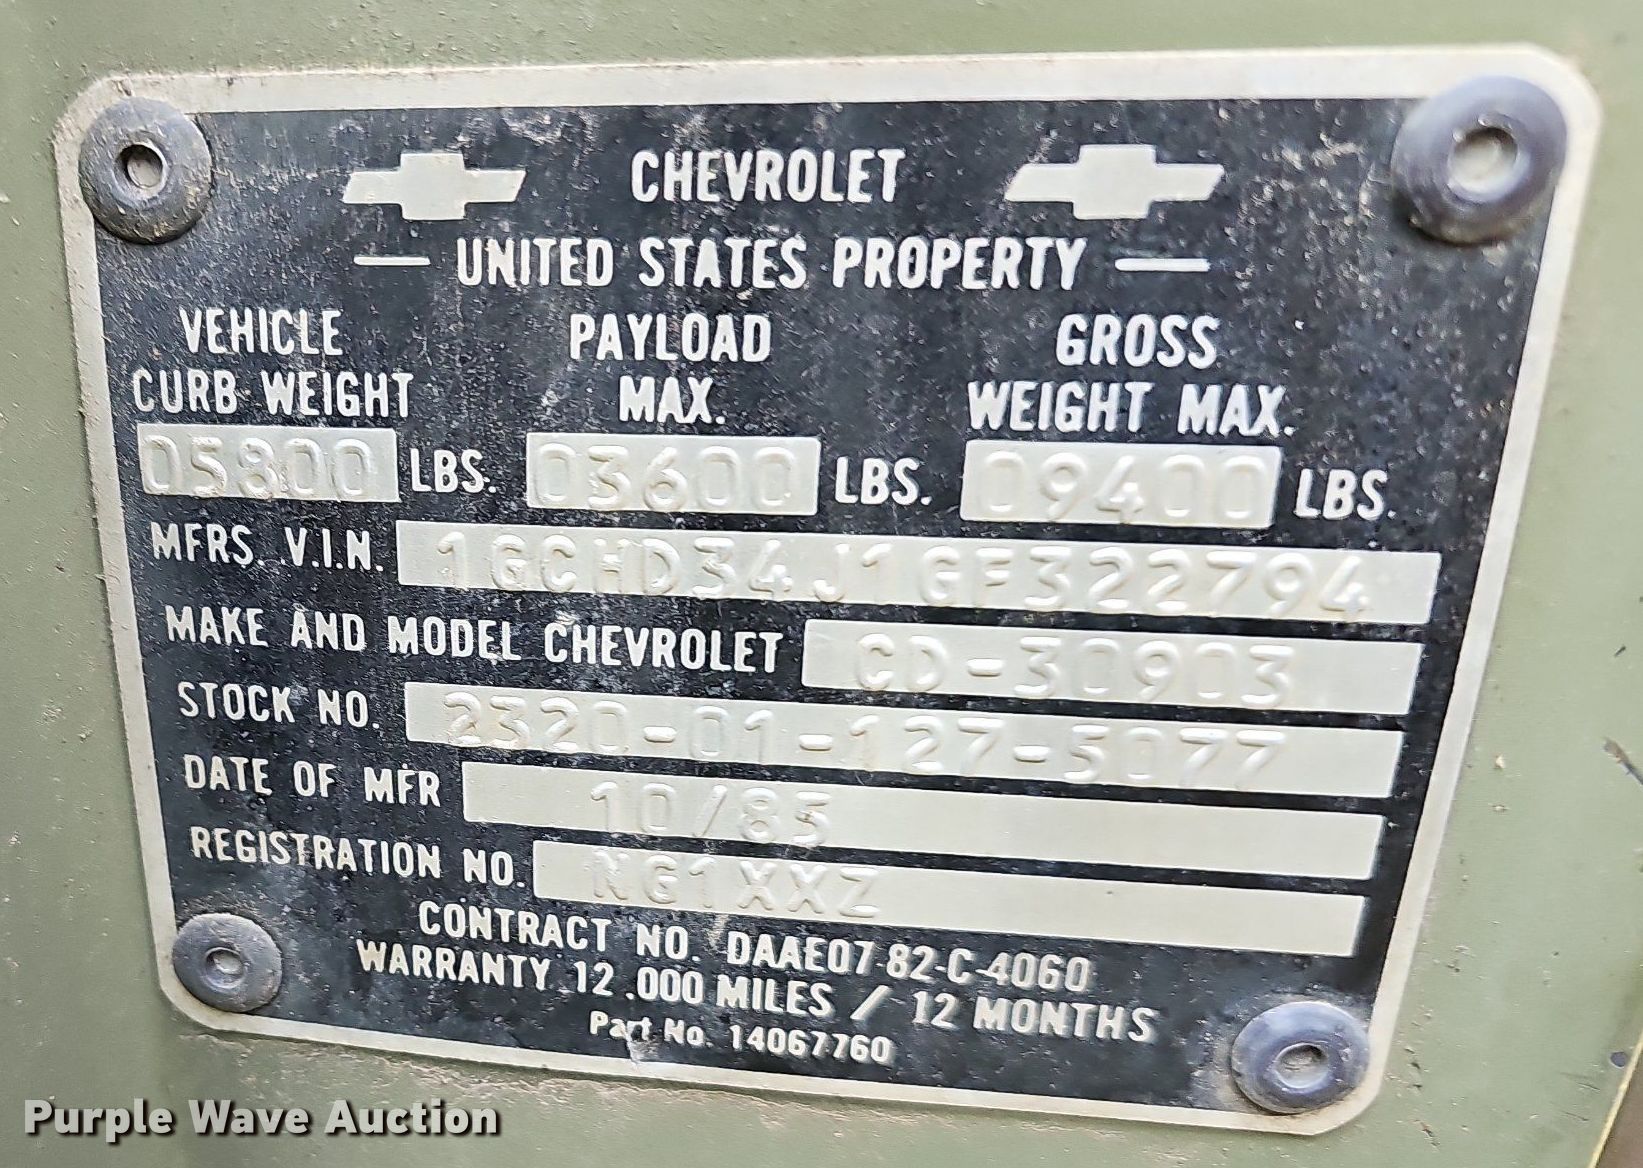 CHEVROLET
UNITED STATES PROPERTY
VEHICLE CURB WEIGHT 05800 LBS.
PAYLOAD MAX. 03600 LBS.
GROSS WEIGHT MAX. 09400 LBS.
MFRS. V.I.N. 1GCHD34J1GF322794
MAKE AND MODEL CHEVROLET CD-30903
STOCK NO. 2320-01-127-5077
DATE OF MFR 10/85
REGISTRATION NO. NG1XXZ
CONTRACT NO. DAAE07-82-C-4060
WARRANTY 12.000 MILES / 12 MONTHS
Part No. 14067760
Purple Wave Auction